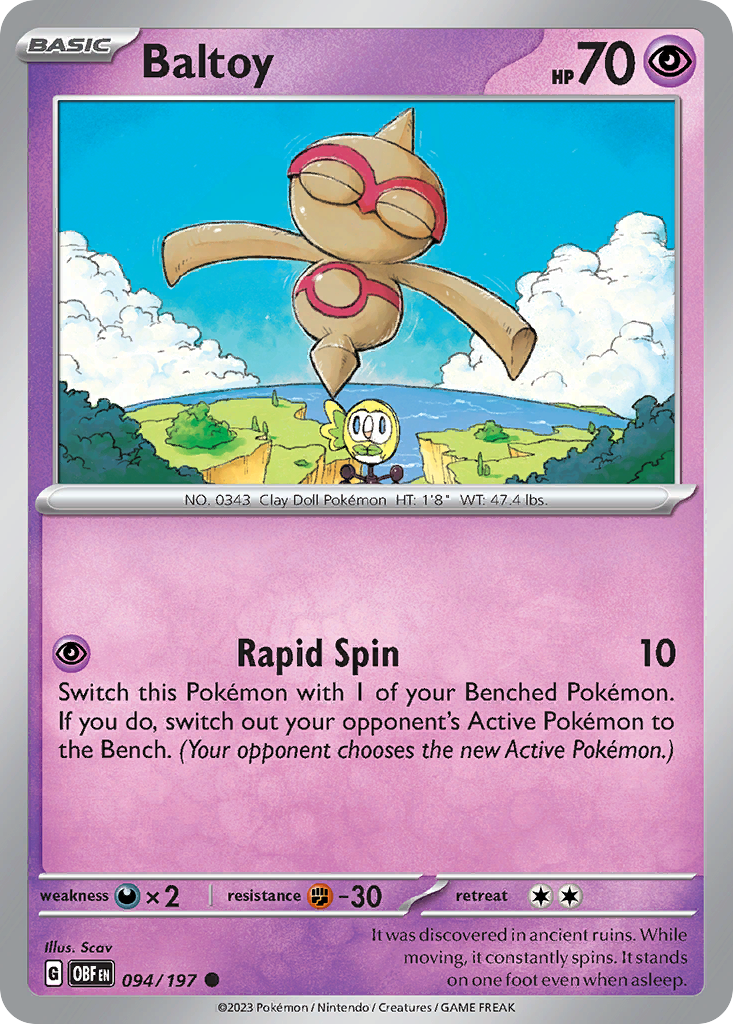 BASIC
Baltoy
HP 70
NO. 0343 Clay Doll Pokémon HT: 1'8" WT: 47.4 lbs.
Rapid Spin 10
Switch this Pokémon with 1 of your Benched Pokémon.
If you do, switch out your opponent's Active Pokémon to
the Bench. (Your opponent chooses the new Active Pokémon.)
weakness ×2 resistance -30 retreat
Illus. Scav
It was discovered in ancient ruins. While
moving, it constantly spins. It stands
on one foot even when asleep.
G OBF EN 094/197
©2023 Pokémon / Nintendo / Creatures / GAME FREAK